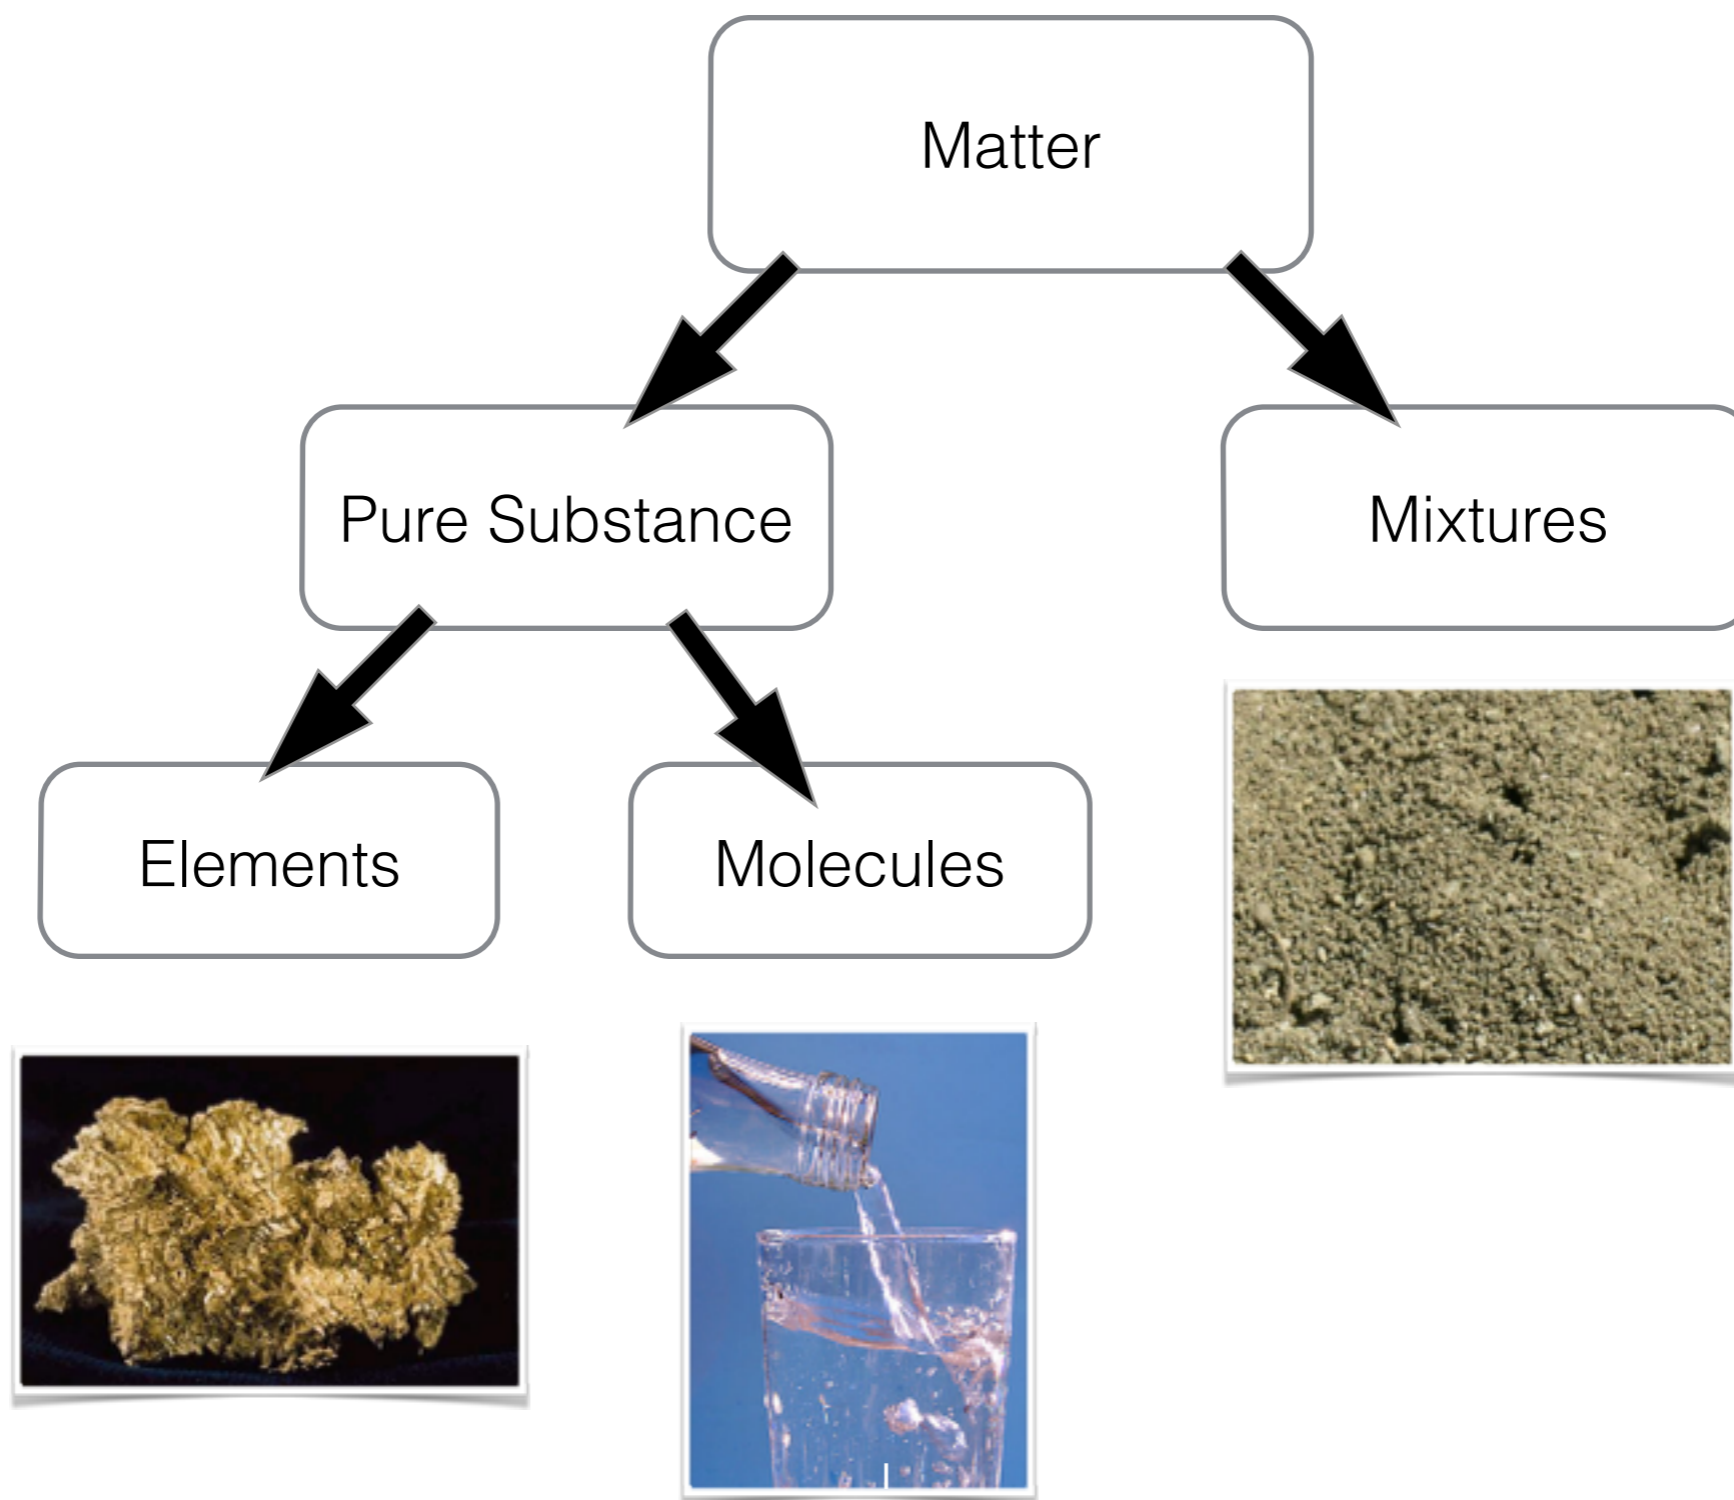 Matter
Pure Substance
Mixtures
Elements
Molecules